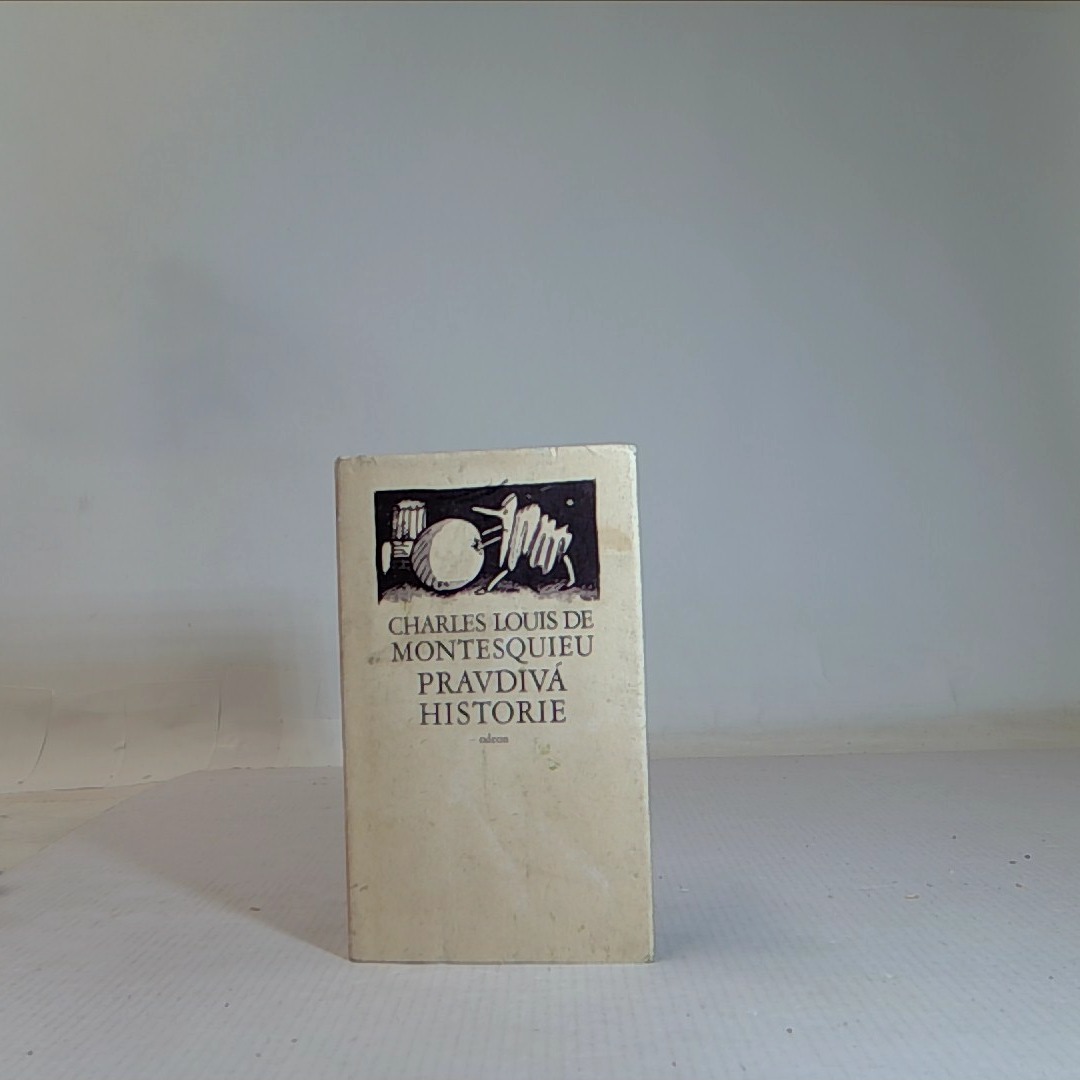 CHARLES LOUIS DE
MONTESQUIEU
PRAVDIVÁ
HISTORIE
odeon